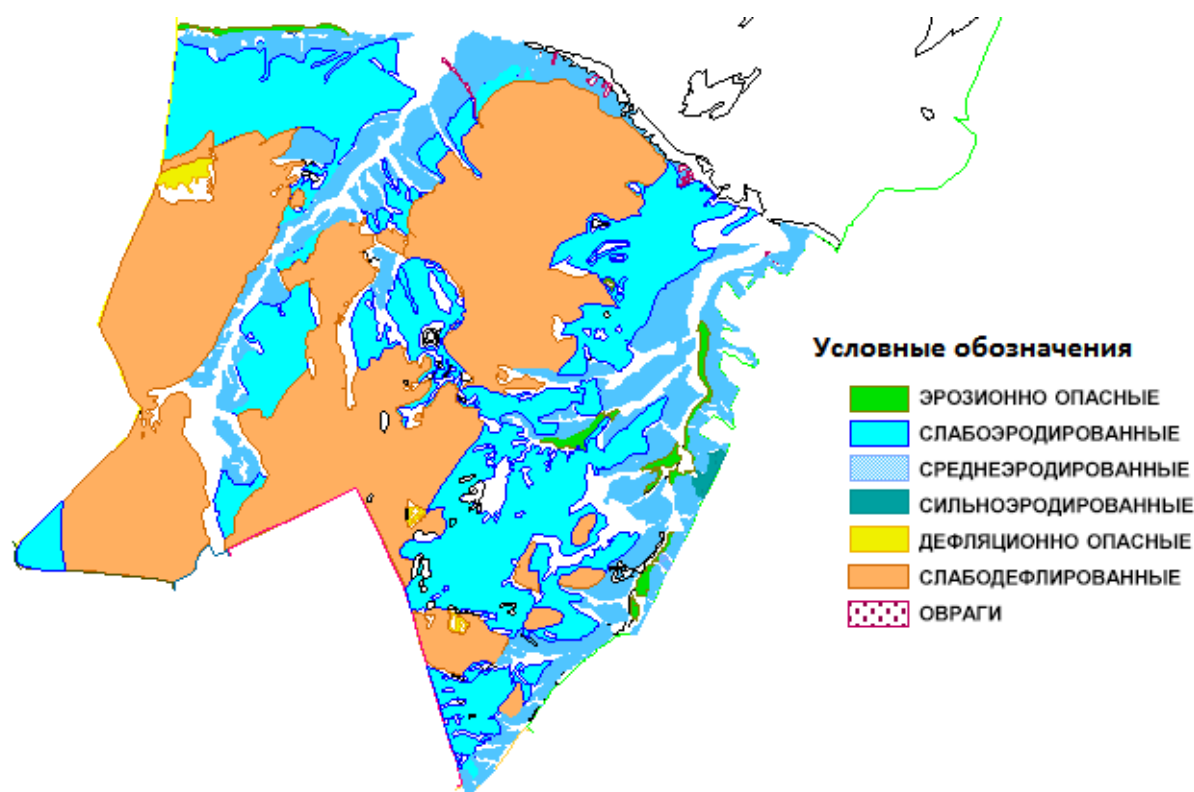 Условные обозначения
ЭРОЗИОННО ОПАСНЫЕ
СЛАБОЭРОДИРОВАННЫЕ
СРЕДНЕЭРОДИРОВАННЫЕ
СИЛЬНОЭРОДИРОВАННЫЕ
ДЕФЛЯЦИОННО ОПАСНЫЕ
СЛАБОДЕФЛИРОВАННЫЕ
ОВРАГИ